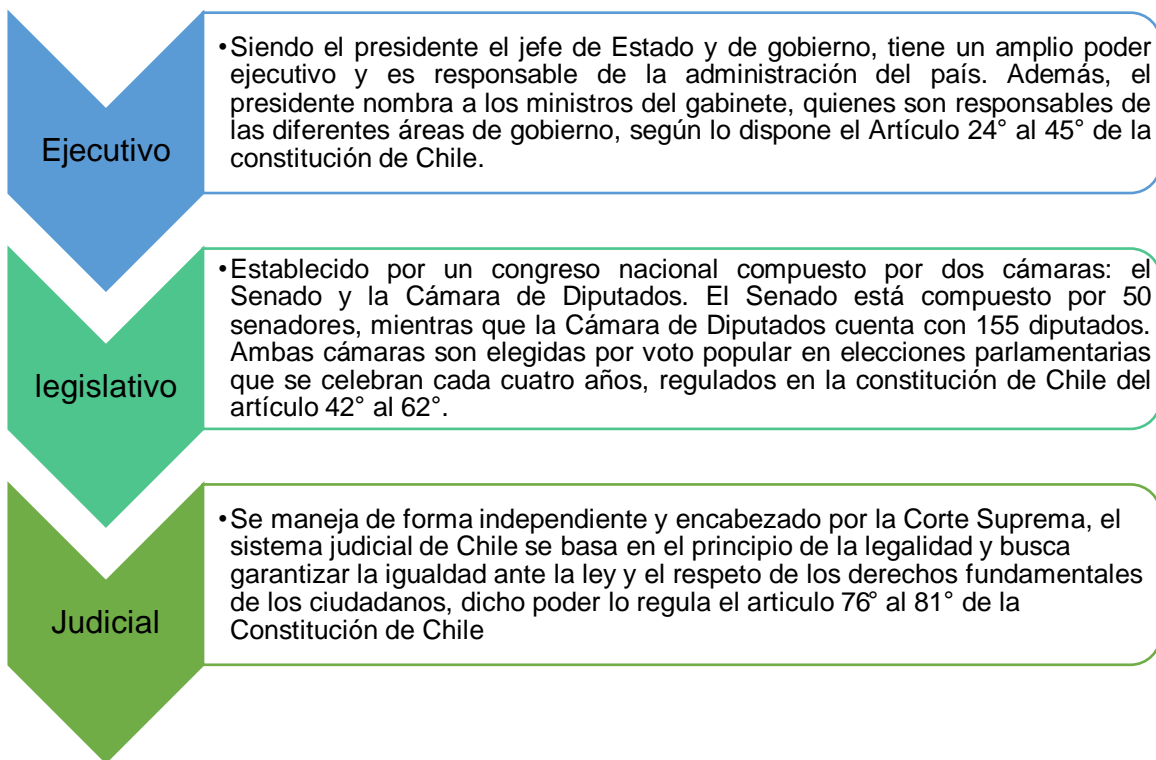 Ejecutivo
•Siendo el presidente el jefe de Estado y de gobierno, tiene un amplio poder
ejecutivo y es responsable de la administración del país. Además, el
presidente nombra a los ministros del gabinete, quienes son responsables de
las diferentes áreas de gobierno, según lo dispone el Artículo 24° al 45° de la
constitución de Chile.
legislativo
•Establecido por un congreso nacional compuesto por dos cámaras: el
Senado y la Cámara de Diputados. El Senado está compuesto por 50
senadores, mientras que la Cámara de Diputados cuenta con 155 diputados.
Ambas cámaras son elegidas por voto popular en elecciones parlamentarias
que se celebran cada cuatro años, regulados en la constitución de Chile del
artículo 42° al 62°.
Judicial
•Se maneja de forma independiente y encabezado por la Corte Suprema, el
sistema judicial de Chile se basa en el principio de la legalidad y busca
garantizar la igualdad ante la ley y el respeto de los derechos fundamentales
de los ciudadanos, dicho poder lo regula el articulo 76° al 81° de la
Constitución de Chile